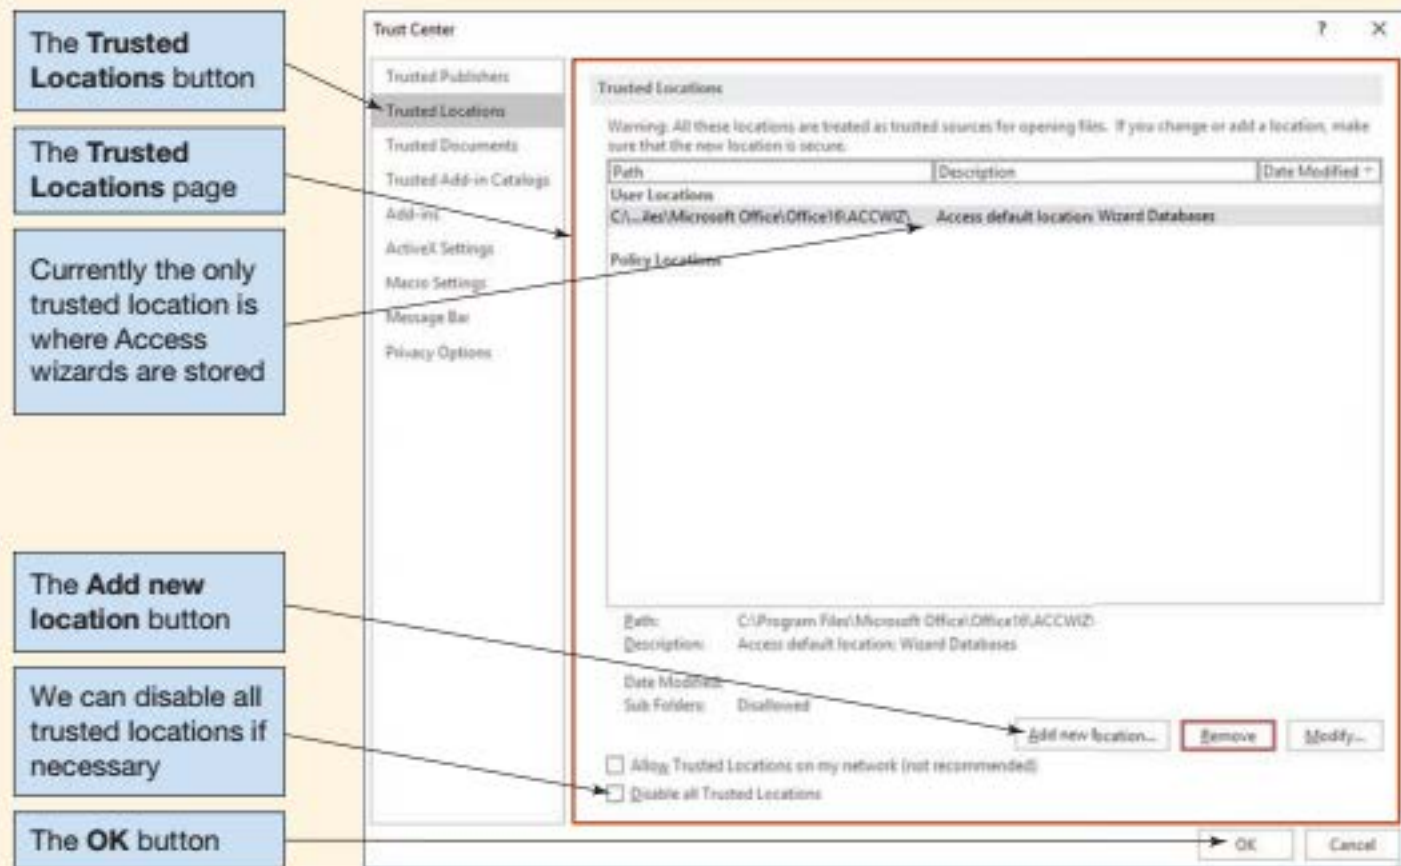 The Trusted
Locations button
The Trusted
Locations page
Currently the only
trusted location is
where Access
wizards are stored
The Add new
location button
We can disable all
trusted locations if
necessary
The OK button
Trust Center
?
Trusted Publishers
Trusted Locations
Trusted Documents
Trusted Add-in Catalogs
Add-ins
ActiveX Settings
Macro Settings
Message Bar
Privacy Options
Trusted Locations
Warning: All these locations are treated as trusted sources for opening files. If you change or add a location, make
sure that the new location is secure.
Path Description Date Modified
User Locations
C:\...iles\Microsoft Office\Office16\ACCWIZ\ Access default location: Wizard Databases
Policy Locations
Path: C:\Program Files\Microsoft Office\Office16\ACCWIZ\
Description: Access default location: Wizard Databases
Date Modified:
Sub Folders: Disallowed
Add new location... Remove Modify...
Allow Trusted Locations on my network (not recommended)
Disable all Trusted Locations
OK Cancel